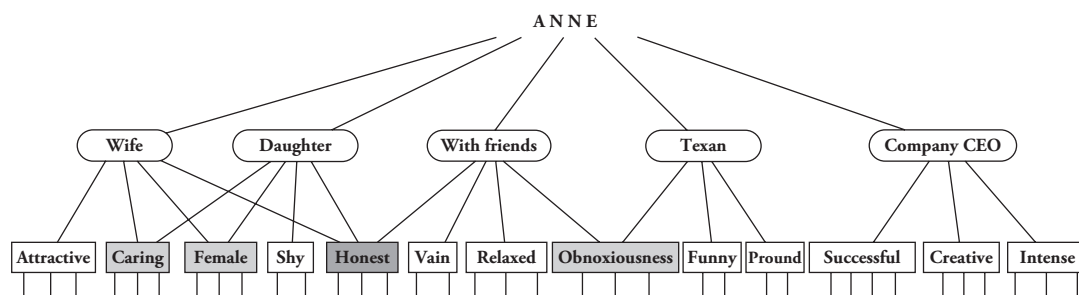 ANNE
Wife Daughter With friends Texan Company CEO
Attractive Caring Female Shy Honest Vain Relaxed Obnoxiousness Funny Pround Successful Creative Intense